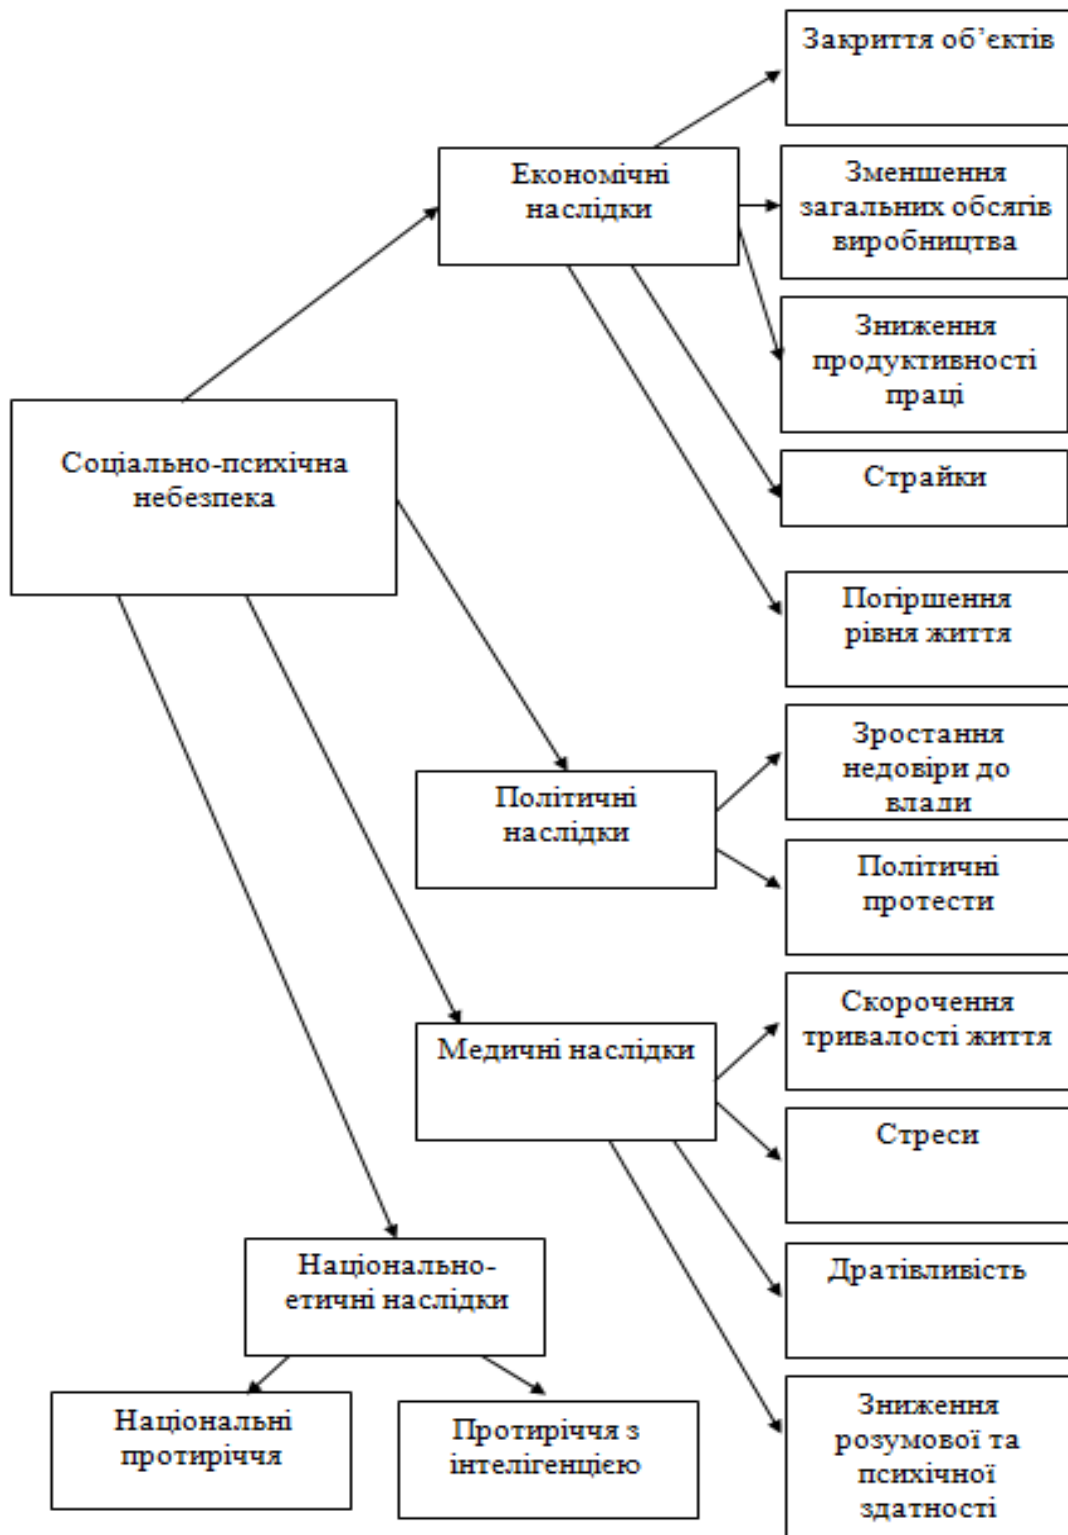 Закриття об’єктів
Економічні
наслідки
Зменшення
загальних обсягів
виробництва
Зниження
продуктивності
праці
Соціально-психічна
небезпека
Страйки
Погіршення
рівня життя
Політичні
наслідки
Зростання
недовіри до
влади
Політичні
протести
Медичні наслідки
Скорочення
тривалості життя
Стреси
Дратівливість
Національно-
етичні наслідки
Національні
протиріччя
Протиріччя з
інтелігенцією
Зниження
розумової та
психічної
здатності